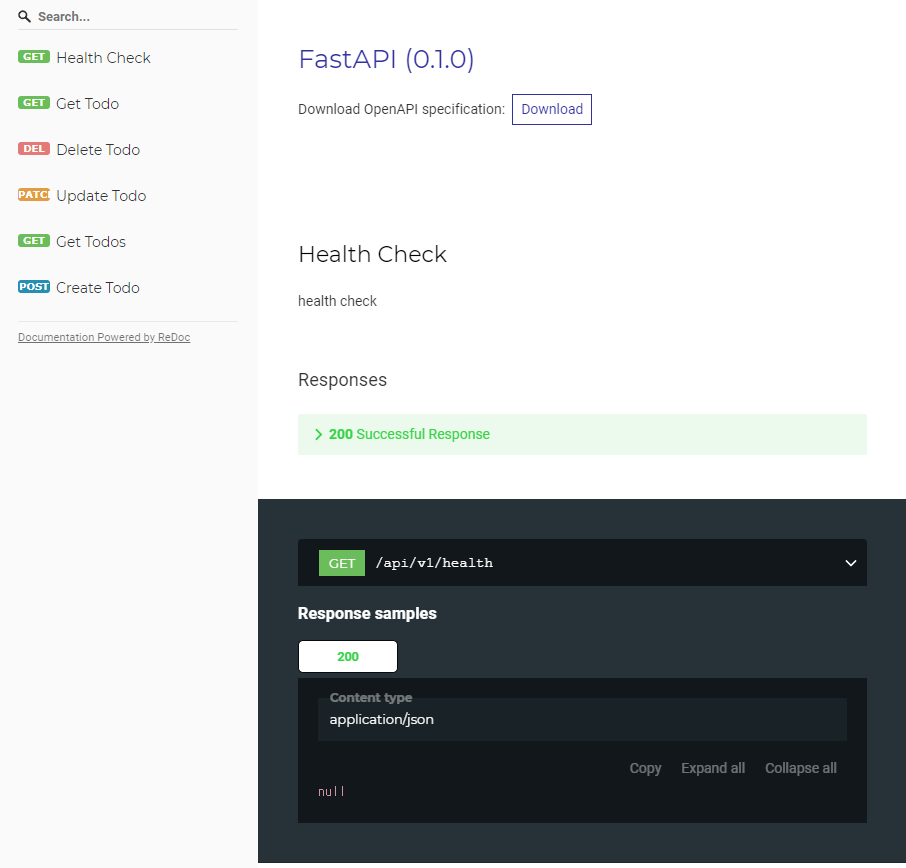 Search...
GET Health Check
GET Get Todo
DEL Delete Todo
PATCH Update Todo
GET Get Todos
POST Create Todo
Documentation Powered by ReDoc
FastAPI (0.1.0)
Download OpenAPI specification: Download
Health Check
health check
Responses
200 Successful Response
GET /api/v1/health
Response samples
200
Content type
application/json
Copy Expand all Collapse all
null